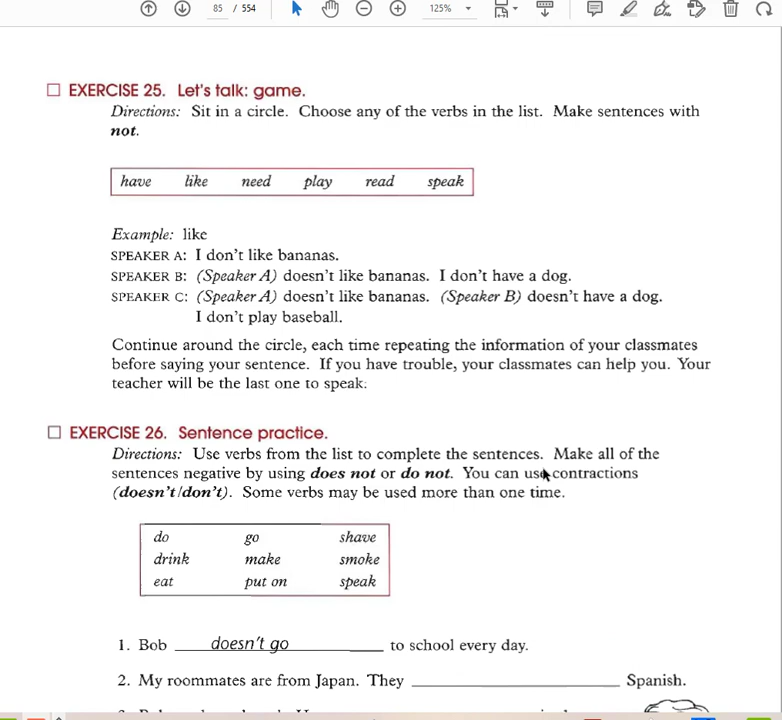 85 / 554 125%
EXERCISE 25. Let's talk: game.
Directions: Sit in a circle. Choose any of the verbs in the list. Make sentences with
not.
have like need play read speak
Example: like
SPEAKER A: I don't like bananas.
SPEAKER B: (Speaker A) doesn't like bananas. I don't have a dog.
SPEAKER C: (Speaker A) doesn't like bananas. (Speaker B) doesn't have a dog.
I don't play baseball.
Continue around the circle, each time repeating the information of your classmates
before saying your sentence. If you have trouble, your classmates can help you. Your
teacher will be the last one to speak.
EXERCISE 26. Sentence practice.
Directions: Use verbs from the list to complete the sentences. Make all of the
sentences negative by using does not or do not. You can use contractions
(doesn't/don't). Some verbs may be used more than one time.
do go shave
drink make smoke
eat put on speak
1. Bob doesn't go to school every day.
2. My roommates are from Japan. They ______ Spanish.